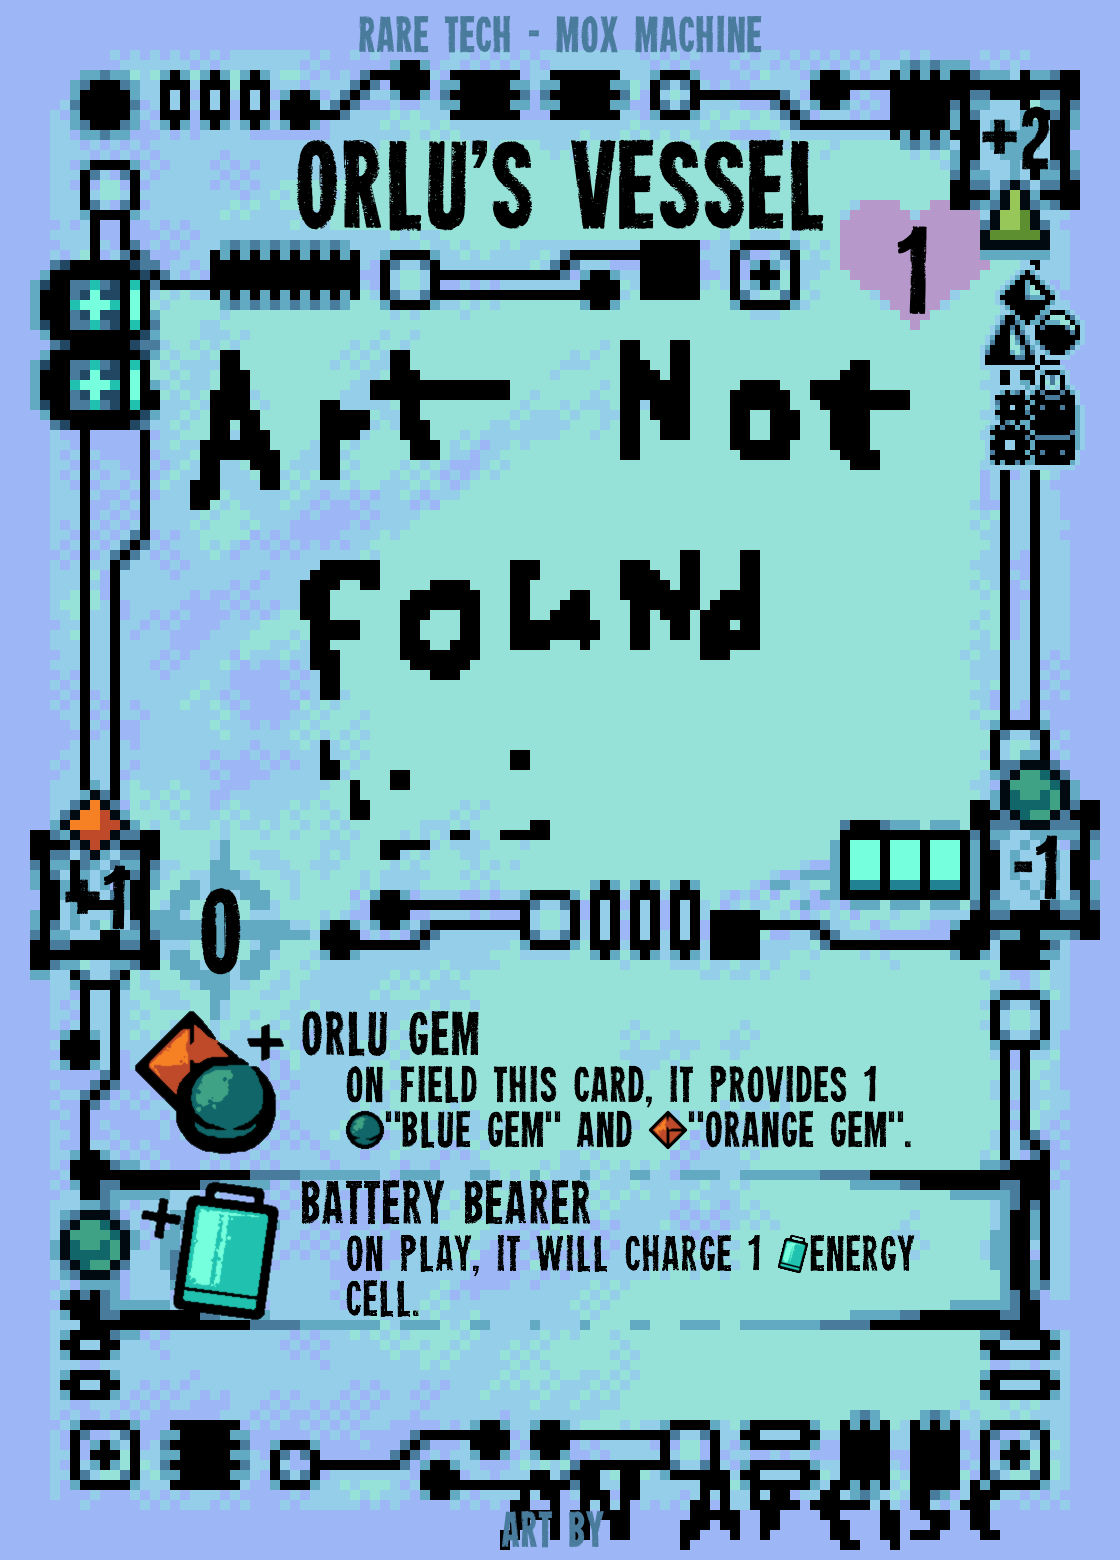 RARE TECH - MOX MACHINE
+2
ORLU'S VESSEL
1
Art Not
Found
+1
0
-1
ORLU GEM
ON FIELD THIS CARD, IT PROVIDES 1
"BLUE GEM" AND "ORANGE GEM".
BATTERY BEARER
ON PLAY, IT WILL CHARGE 1 ENERGY
CELL.
ART BY